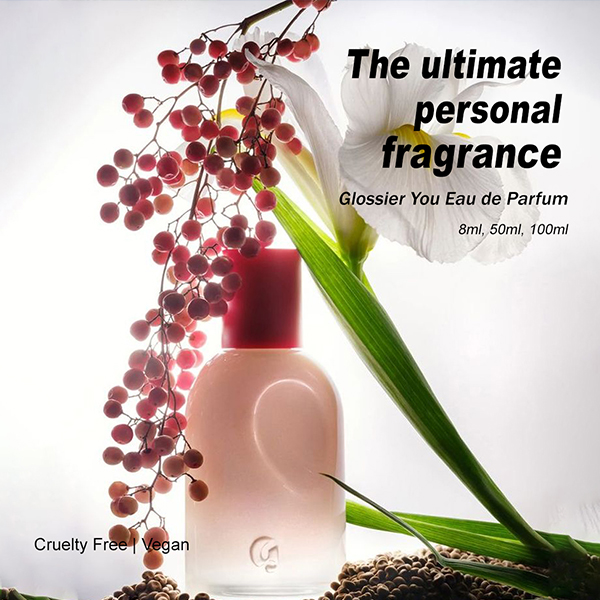 The ultimate
personal
fragrance
Glossier You Eau de Parfum
8ml, 50ml, 100ml
Cruelty Free | Vegan
G